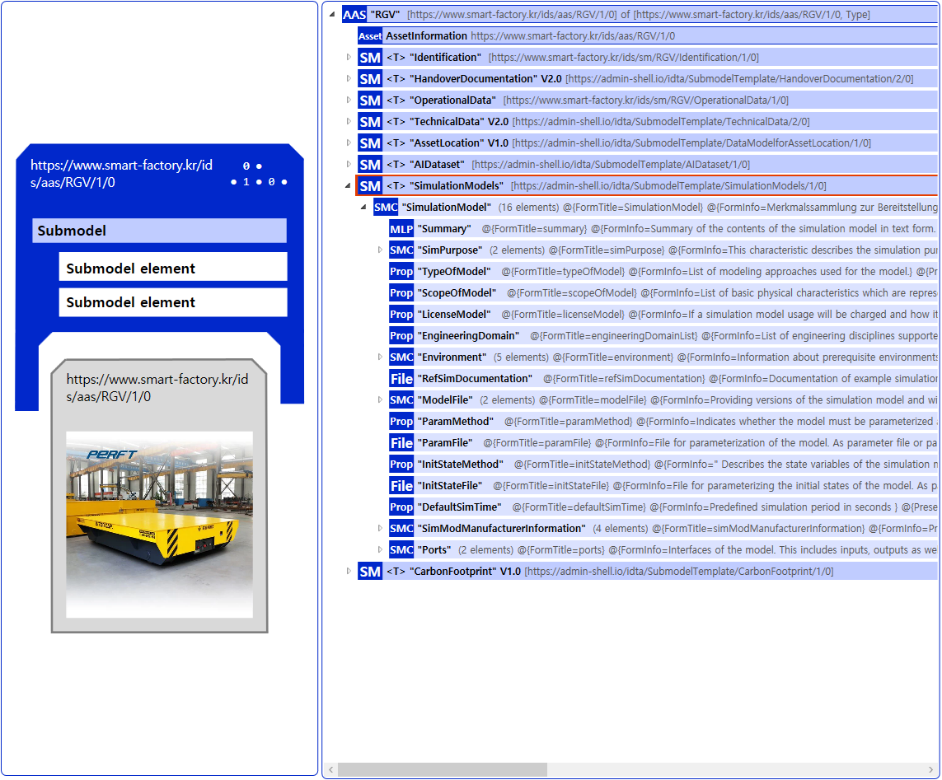 https://www.smart-factory.kr/id
s/aas/RGV/1/0
0
1 0
Submodel
Submodel element
Submodel element
https://www.smart-factory.kr/id
s/aas/RGV/1/0
PERFT
AAS "RGV" [https://www.smart-factory.kr/ids/aas/RGV/1/0] of [https://www.smart-factory.kr/ids/aas/RGV/1/0, Type]
Asset AssetInformation https://www.smart-factory.kr/ids/aas/RGV/1/0
SM <T> "Identification" [https://www.smart-factory.kr/ids/sm/RGV/Identification/1/0]
SM <T> "HandoverDocumentation" V2.0 [https://admin-shell.io/idta/SubmodelTemplate/HandoverDocumentation/2/0]
SM <T> "OperationalData" [https://www.smart-factory.kr/ids/sm/RGV/OperationalData/1/0]
SM <T> "TechnicalData" V2.0 [https://admin-shell.io/idta/SubmodelTemplate/TechnicalData/2/0]
SM <T> "AssetLocation" V1.0 [https://admin-shell.io/idta/SubmodelTemplate/DataModelforAssetLocation/1/0]
SM <T> "AIDataset" [https://admin-shell.io/idta/SubmodelTemplate/AIDataset/1/0]
SM <T> "SimulationModels" [https://admin-shell.io/idta/SubmodelTemplate/SimulationModels/1/0]
SMC "SimulationModel" (16 elements) @{FormTitle=SimulationModel} @{FormInfo=Merkmalssammlung zur Bereitstellung
MLP "Summary" @{FormTitle=summary} @{FormInfo=Summary of the contents of the simulation model in text form.
SMC "SimPurpose" (2 elements) @{FormTitle=simPurpose} @{FormInfo=This characteristic describes the simulation pu
Prop "TypeOfModel" @{FormTitle=typeOfModel} @{FormInfo=List of modeling approaches used for the model.} @{Pr
Prop "ScopeOfModel" @{FormTitle=scopeOfModel} @{FormInfo=List of basic physical characteristics which are repres
Prop "LicenseModel" @{FormTitle=licenseModel} @{FormInfo=If a simulation model usage will be charged and how it
Prop "EngineeringDomain" @{FormTitle=engineeringDomainList} @{FormInfo=List of engineering disciplines supporte
SMC "Environment" (5 elements) @{FormTitle=environment} @{FormInfo=Information about prerequisite environments
File "RefSimDocumentation" @{FormTitle=refSimDocumentation} @{FormInfo=Documentation of example simulatio
SMC "ModelFile" (2 elements) @{FormTitle=modelFile} @{FormInfo=Providing versions of the simulation model and wi
Prop "ParamMethod" @{FormTitle=paramMethod} @{FormInfo=Indicates whether the model must be parameterized
File "ParamFile" @{FormTitle=paramFile} @{FormInfo=File for parameterization of the model. As parameter file or pa
Prop "InitStateMethod" @{FormTitle=initStateMethod} @{FormInfo=" Describes the state variables of the simulation
File "InitStateFile" @{FormTitle=initStateFile} @{FormInfo=File for parameterizing the initial states of the model. As p
Prop "DefaultSimTime" @{FormTitle=defaultSimTime} @{FormInfo=Predefined simulation period in seconds } @{Prese
SMC "SimModManufacturerInformation" (4 elements) @{FormTitle=simModManufacturerInformation} @{FormInfo=Pr
SMC "Ports" (2 elements) @{FormTitle=ports} @{FormInfo=Interfaces of the model. This includes inputs, outputs as we
SM <T> "CarbonFootprint" V1.0 [https://admin-shell.io/idta/SubmodelTemplate/CarbonFootprint/1/0]